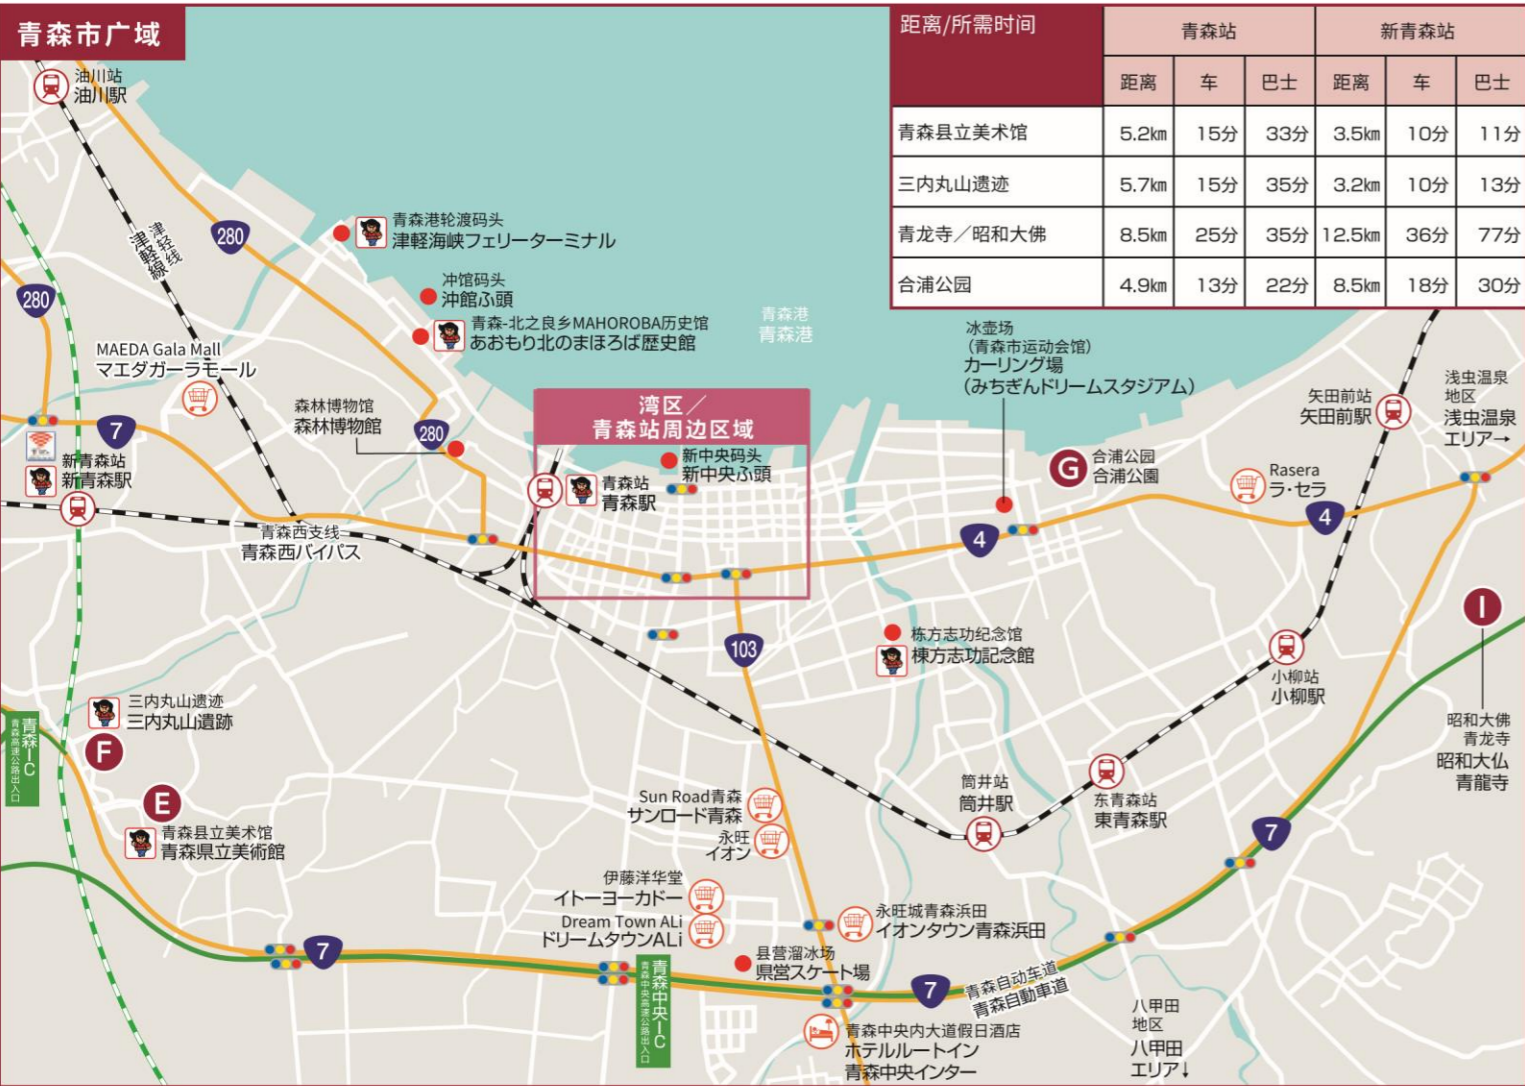 青森市广域
距离/所需时间 青森站 新青森站
距离 车 巴士 距离 车 巴士
青森县立美术馆 5.2km 15分 33分 3.5km 10分 11分
三内丸山遗迹 5.7km 15分 35分 3.2km 10分 13分
青龙寺／昭和大佛 8.5km 25分 35分 12.5km 36分 77分
合浦公园 4.9km 13分 22分 8.5km 18分 30分
油川站
油川駅
津轻线
津軽線
280
280
青森港轮渡码头
津軽海峡フェリーターミナル
冲馆码头
沖館ふ頭
青森-北之良乡MAHOROBA历史馆
あおもり北のまほろば歴史館
青森港
青森港
MAEDA Gala Mall
マエダガーラモール
7
森林博物馆
森林博物館
280
湾区／
青森站周边区域
新中央码头
新中央ふ頭
青森站
青森駅
冰壶场
（青森市运动会馆）
カーリング場
（みちぎんドリームスタジアム）
G
合浦公园
合浦公園
Rasera
ラ・セラ
矢田前站
矢田前駅
浅虫温泉
地区
浅虫温泉
エリア→
新青森站
新青森駅
青森西支线
青森西バイパス
4
4
103
栋方志功纪念馆
棟方志功記念館
小柳站
小柳駅
I
昭和大佛
青龙寺
昭和大仏
青龍寺
三内丸山遗迹
三内丸山遺跡
F
青森IC
青森高速公路出入口
E
青森县立美术馆
青森県立美術館
Sun Road青森
サンロード青森
永旺
イオン
筒井站
筒井駅
东青森站
東青森駅
7
伊藤洋华堂
イトーヨーカドー
Dream Town ALi
ドリームタウンALi
永旺城青森浜田
イオンタウン青森浜田
县营溜冰场
県営スケート場
7
青森中央IC
青森中央高速公路出入口
7
青森自动车道
青森自動車道
青森中央内大道假日酒店
ホテルルートイン
青森中央インター
八甲田
地区
八甲田
エリア↓